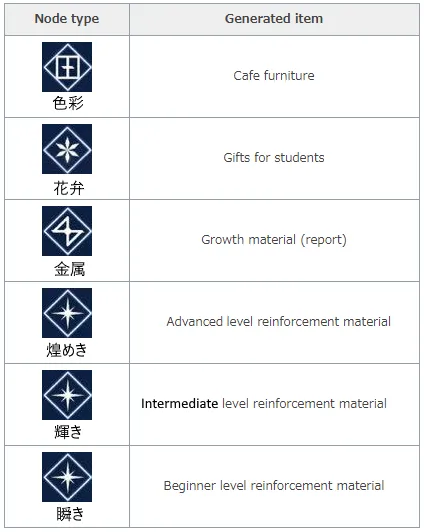 Node type Generated item
色彩 Cafe furniture
花弁 Gifts for students
金属 Growth material (report)
煌めき Advanced level reinforcement material
輝き Intermediate level reinforcement material
瞬き Beginner level reinforcement material